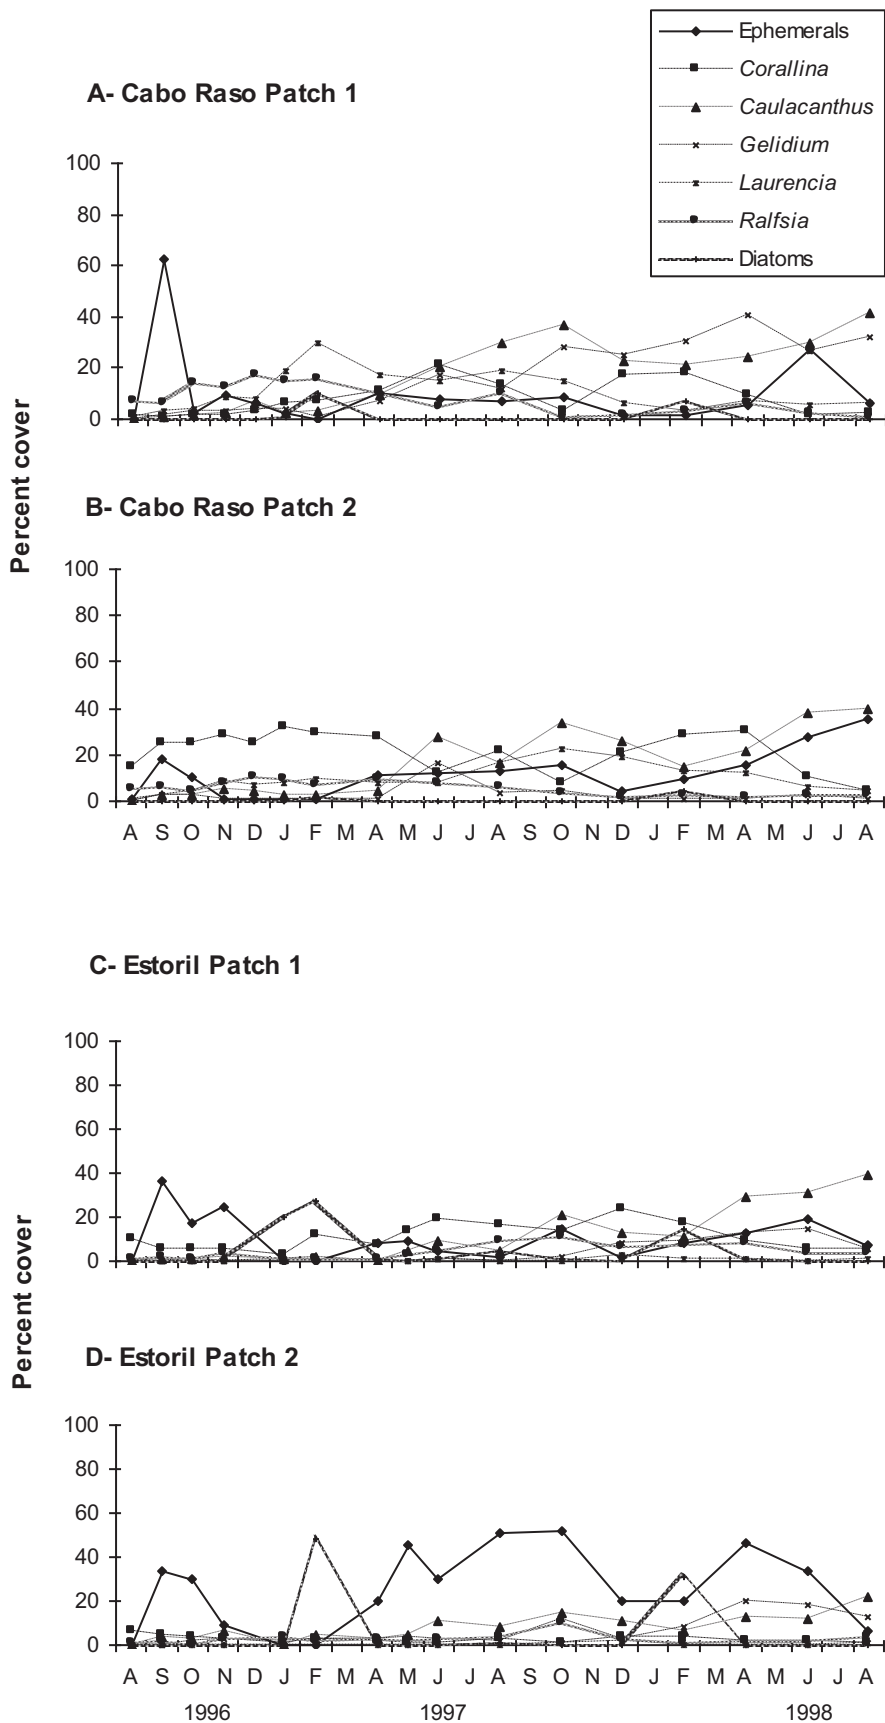 Ephemerals
Corallina
Caulacanthus
Gelidium
Laurencia
Ralfsia
Diatoms
A- Cabo Raso Patch 1
100
80
60
40
20
0
Percent cover
B- Cabo Raso Patch 2
100
80
60
40
20
0
A S O N D J F M A J J A O D J F M A M J J A
C- Estoril Patch 1
100
80
60
40
20
0
Percent cover
D- Estoril Patch 2
100
80
60
40
20
0
A S O N D J F M A M J J A O D J F M A M J J A
1996 1997 1998